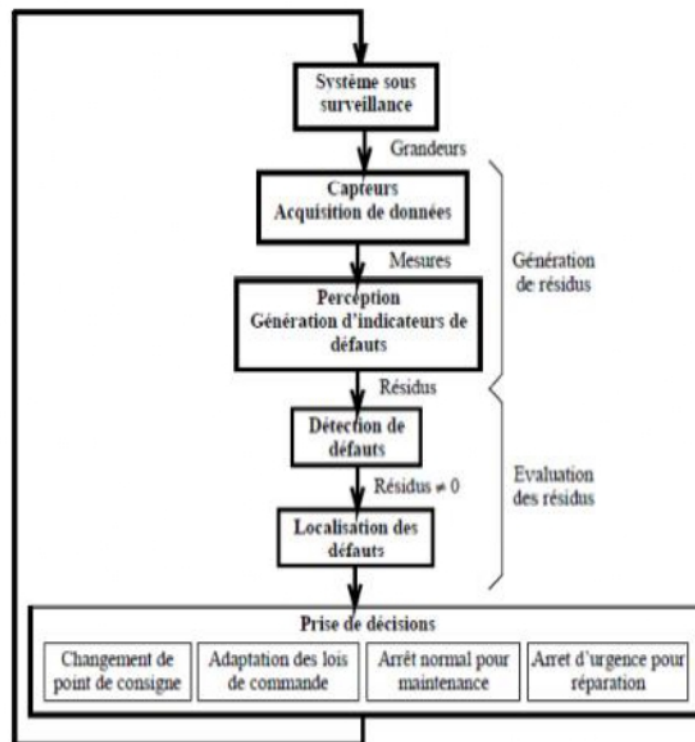 Système sous
surveillance
Grandeurs
Capteurs
Acquisition de données
Mesures
Génération
de résidus
Perception
Génération d'indicateurs de
défauts
Résidus
Détection de
défauts
Résidus ≠ 0
Evaluation
des résidus
Localisation des
défauts
Prise de décisions
Changement de
point de consigne
Adaptation des lois
de commande
Arrêt normal pour
maintenance
Arret d'urgence pour
réparation